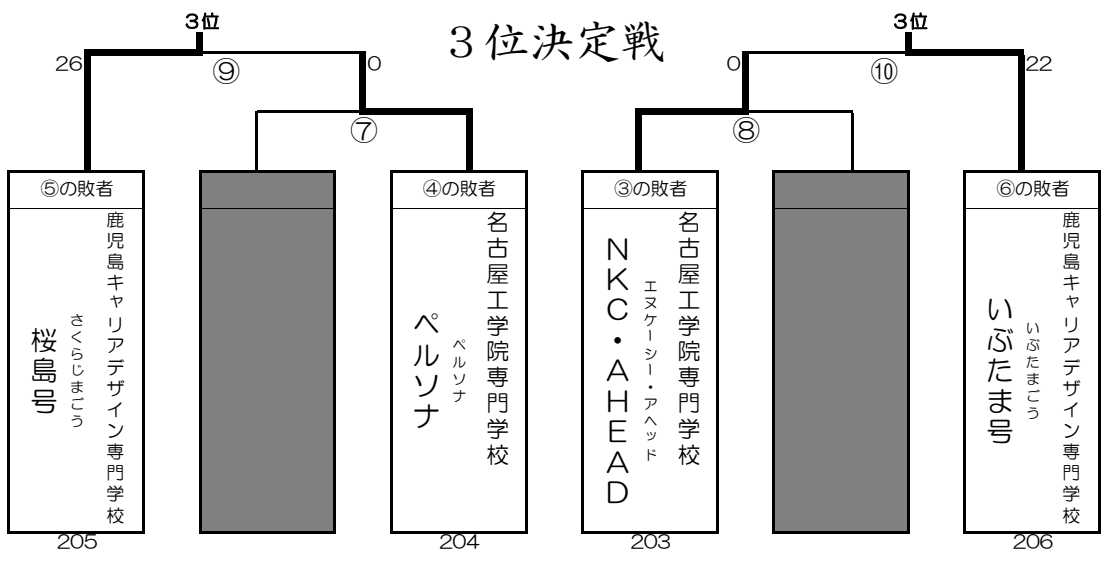 ３位決定戦
３位
３位
26
⑨
0
0
⑩
22
⑦
⑧
⑤の敗者
鹿児島キャリアデザイン専門学校
さくらじまごう
桜島号
205
④の敗者
名古屋工学院専門学校
ペルソナ
ペルソナ
204
③の敗者
名古屋工学院専門学校
エヌケーシー・アヘッド
ＮＫＣ・ＡＨＥＡＤ
203
⑥の敗者
鹿児島キャリアデザイン専門学校
いぶたまごう
いぶたま号
206